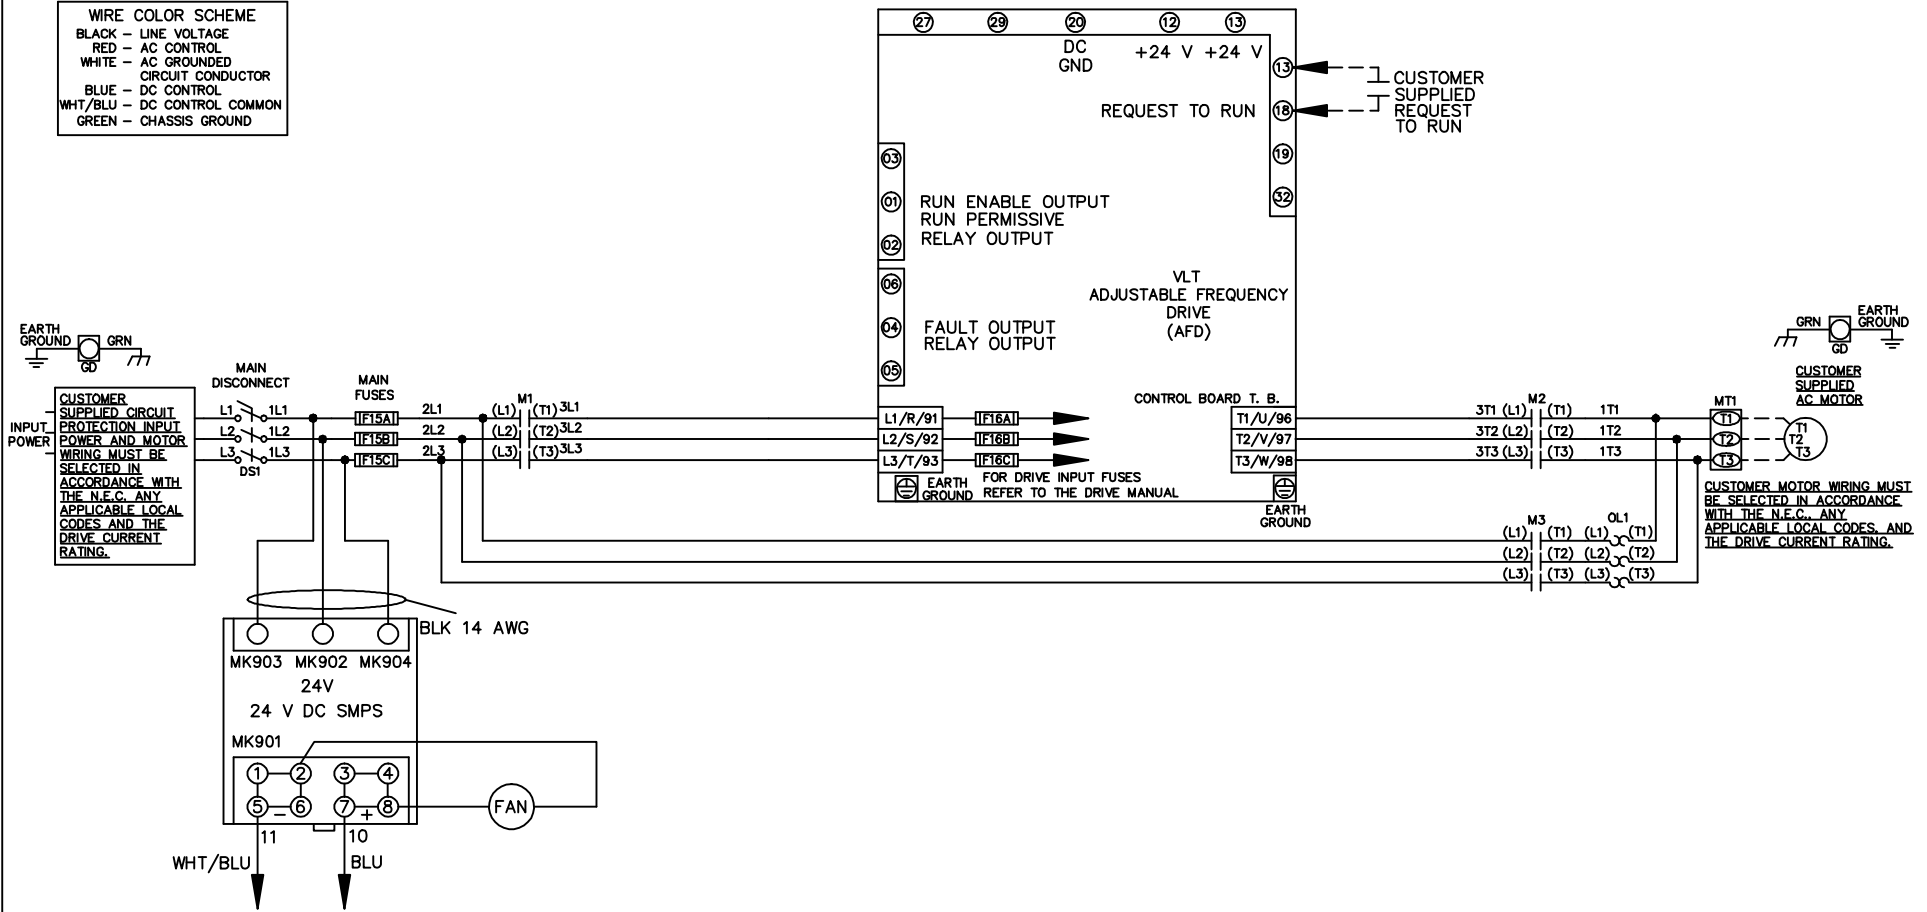 WIRE COLOR SCHEME
BLACK – LINE VOLTAGE
RED – AC CONTROL
WHITE – AC GROUNDED
CIRCUIT CONDUCTOR
BLUE – DC CONTROL
WHT/BLU – DC CONTROL COMMON
GREEN – CHASSIS GROUND
27 29 20 12 13
DC
GND
+24 V +24 V
13
18
19
32
REQUEST TO RUN
CUSTOMER
SUPPLIED
REQUEST
TO RUN
03
01
02
RUN ENABLE OUTPUT
RUN PERMISSIVE
RELAY OUTPUT
06
04
05
FAULT OUTPUT
RELAY OUTPUT
VLT
ADJUSTABLE FREQUENCY
DRIVE
(AFD)
EARTH
GROUND
GRN
GD
INPUT
POWER
CUSTOMER
SUPPLIED CIRCUIT
PROTECTION INPUT
POWER AND MOTOR
WIRING MUST BE
SELECTED IN
ACCORDANCE WITH
THE N.E.C. ANY
APPLICABLE LOCAL
CODES AND THE
DRIVE CURRENT
RATING.
MAIN
DISCONNECT
L1 1L1
L2 1L2
L3 1L3
DS1
MAIN
FUSES
F15A
F15B
F15C
2L1
2L2
2L3
M1
(L1) (T1) 3L1
(L2) (T2) 3L2
(L3) (T3) 3L3
L1/R/91 F16A
L2/S/92 F16B
L3/T/93 F16C
EARTH
GROUND
FOR DRIVE INPUT FUSES
REFER TO THE DRIVE MANUAL
CONTROL BOARD T. B.
T1/U/96
T2/V/97
T3/W/98
EARTH
GROUND
M2
3T1 (L1) (T1) 1T1
3T2 (L2) (T2) 1T2
3T3 (L3) (T3) 1T3
M3 OL1
(L1) (T1) (L1) (T1)
(L2) (T2) (L2) (T2)
(L3) (T3) (L3) (T3)
MT1
T1
T2
T3
T1
T2
T3
GRN
EARTH
GROUND
GD
CUSTOMER
SUPPLIED
AC MOTOR
CUSTOMER MOTOR WIRING MUST
BE SELECTED IN ACCORDANCE
WITH THE N.E.C., ANY
APPLICABLE LOCAL CODES, AND
THE DRIVE CURRENT RATING.
BLK 14 AWG
MK903 MK902 MK904
24V
24 V DC SMPS
MK901
1 2 3 4
5 – 6 7 + 8
FAN
11 10
WHT/BLU BLU